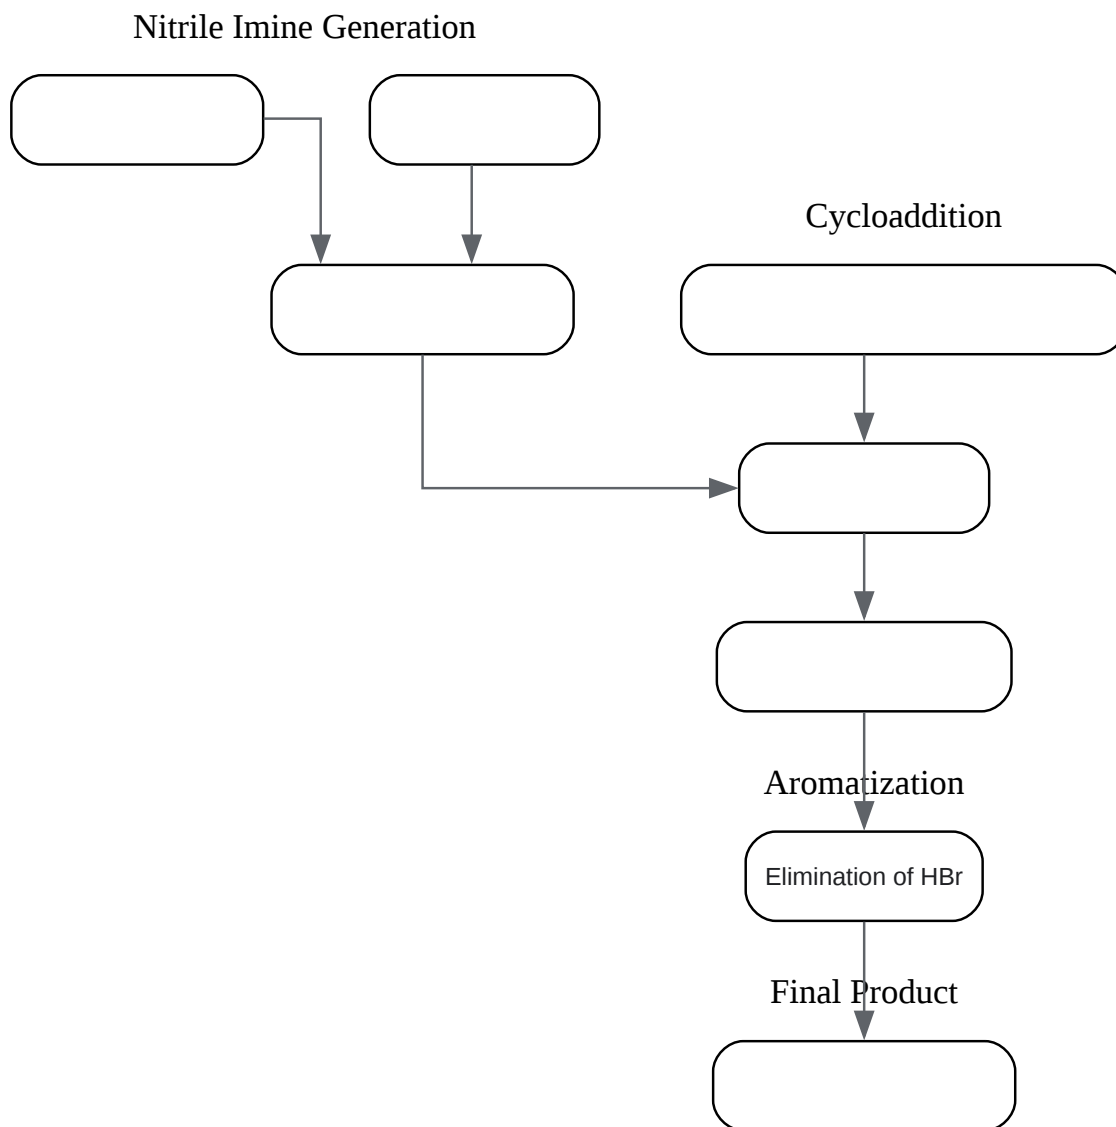 Nitrile Imine Generation
Cycloaddition
Aromatization
Elimination of HBr
Final Product